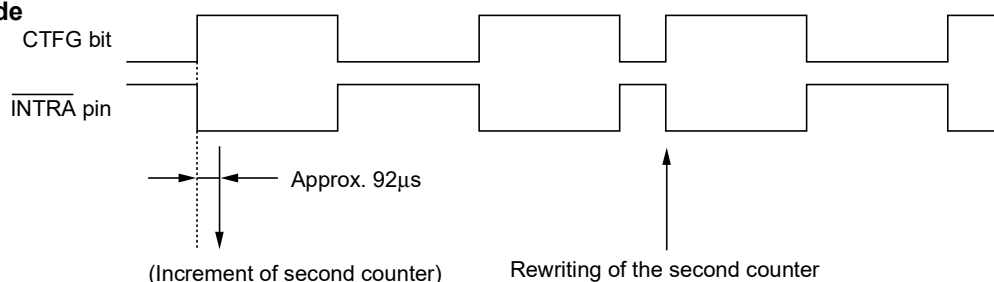 de
CTFG bit
INTRA pin
Approx. 92μs
(Increment of second counter)
Rewriting of the second counter